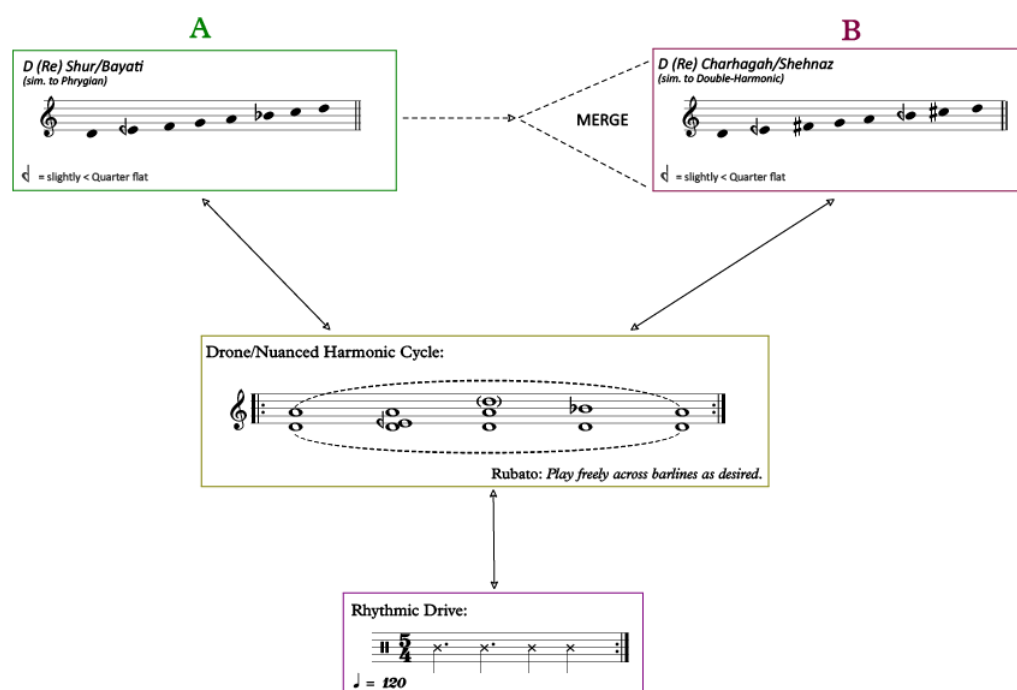 A
B
D (Re) Shur/Bayati
(sim. to Phrygian)
= slightly < Quarter flat
MERGE
D (Re) Charhagah/Shehnaz
(sim. to Double-Harmonic)
= slightly < Quarter flat
Drone/Nuanced Harmonic Cycle:
Rubato: Play freely across barlines as desired.
Rhythmic Drive:
5
4
♩ = 120